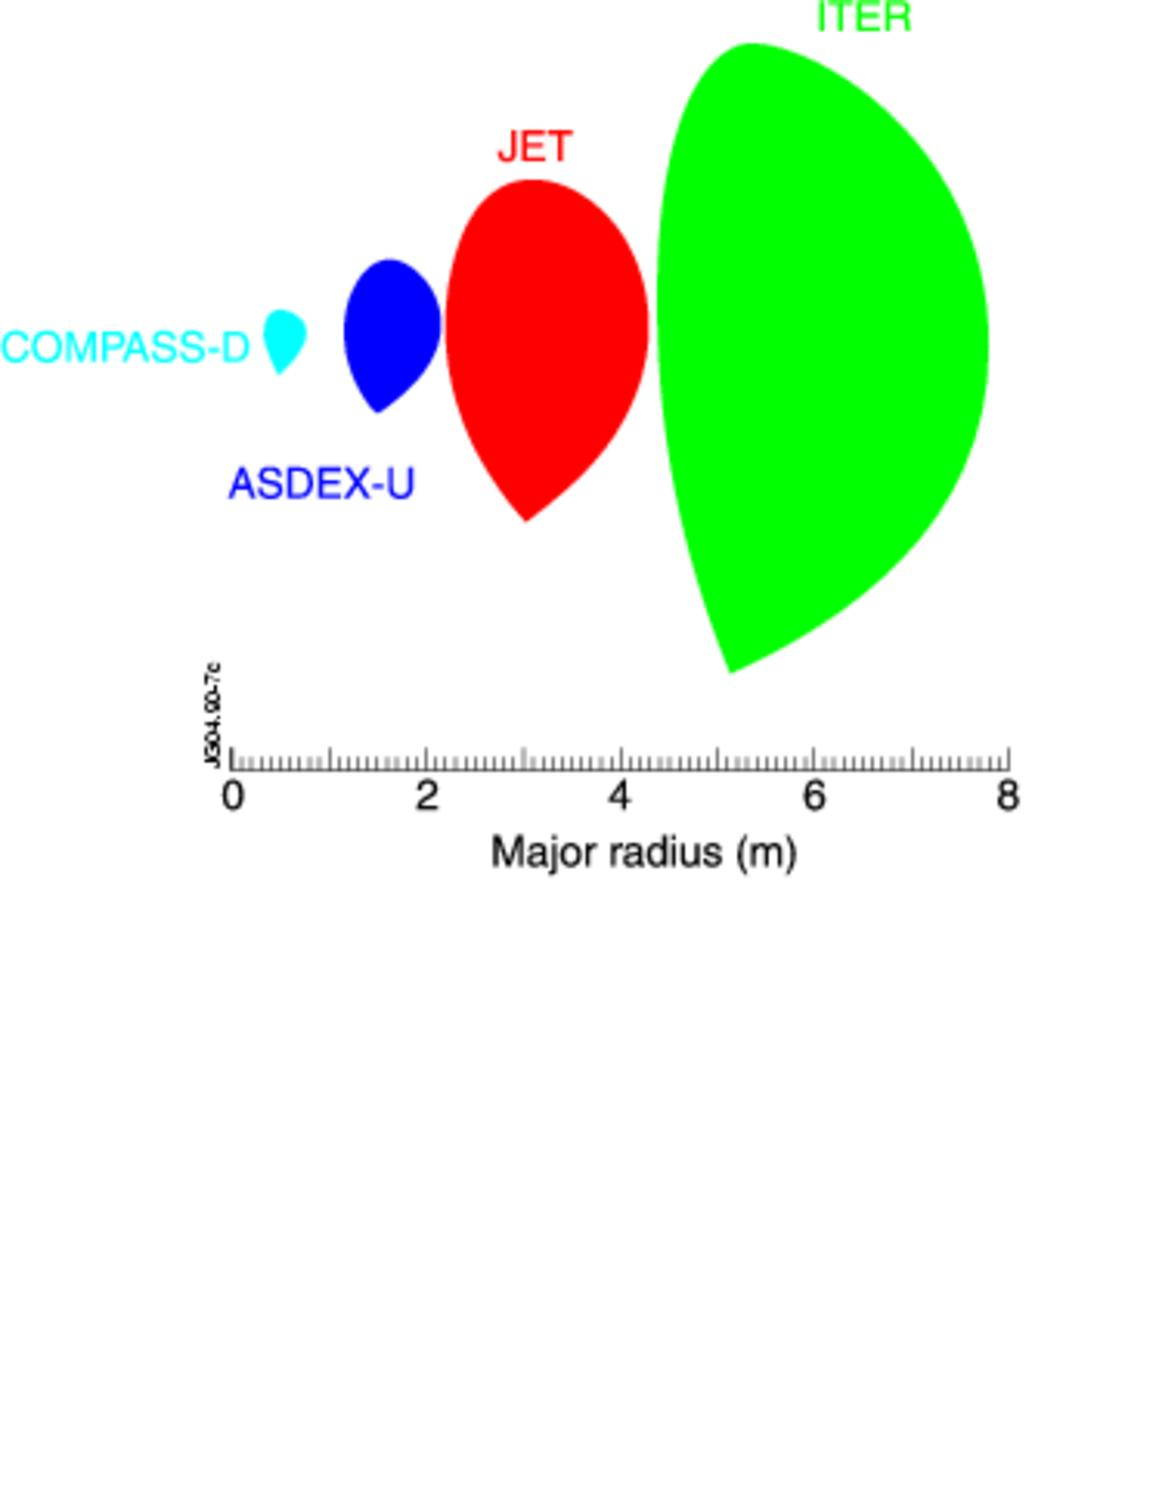 ITER
JET
COMPASS-D
ASDEX-U
JG04.90-7c
0 2 4 6 8
Major radius (m)